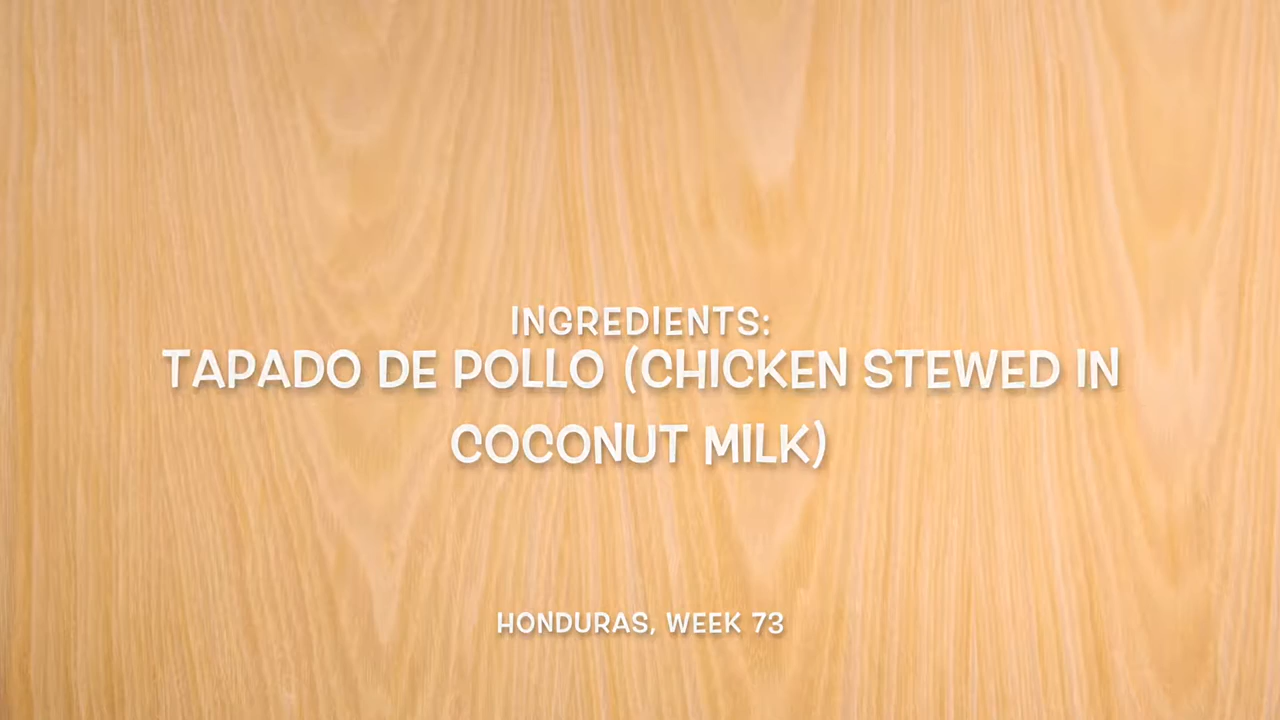 INGREDIENTS:
TAPADO DE POLLO (CHICKEN STEWED IN
COCONUT MILK)
HONDURAS, WEEK 73